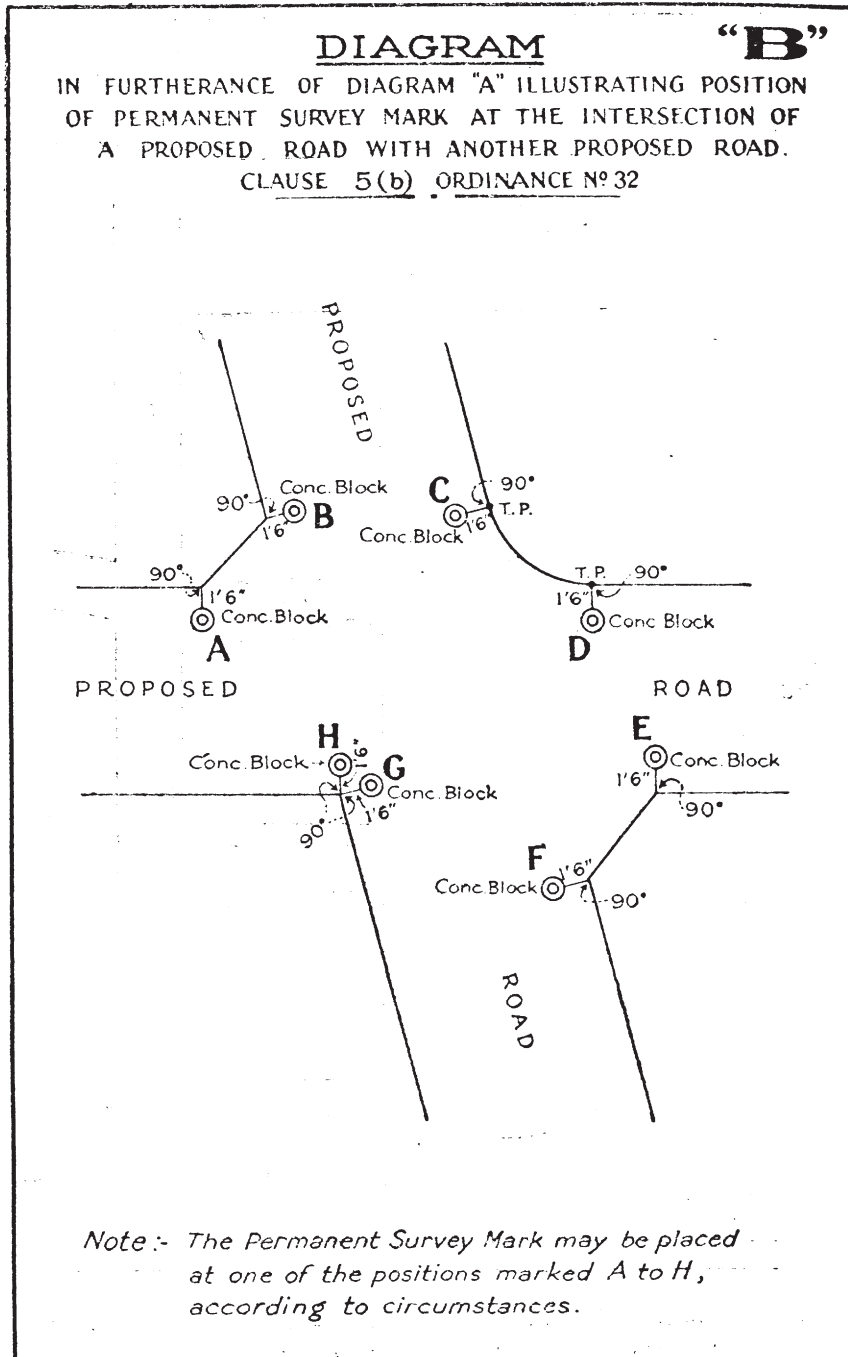 DIAGRAM "B"
IN FURTHERANCE OF DIAGRAM "A" ILLUSTRATING POSITION
OF PERMANENT SURVEY MARK AT THE INTERSECTION OF
A PROPOSED ROAD WITH ANOTHER PROPOSED ROAD.
CLAUSE 5(b) ORDINANCE Nº 32
PROPOSED
90°
Conc. Block
B
1'6"
C
90°
T.P.
1'6"
Conc. Block
90°
1'6"
Conc. Block
A
T.P.
90°
1'6"
Conc Block
D
PROPOSED
ROAD
H
1'6"
Conc. Block
G
Conc. Block
1'6"
90°
E
Conc. Block
1'6"
90°
F
1'6"
Conc. Block
90°
ROAD
Note :- The Permanent Survey Mark may be placed
at one of the positions marked A to H,
according to circumstances.